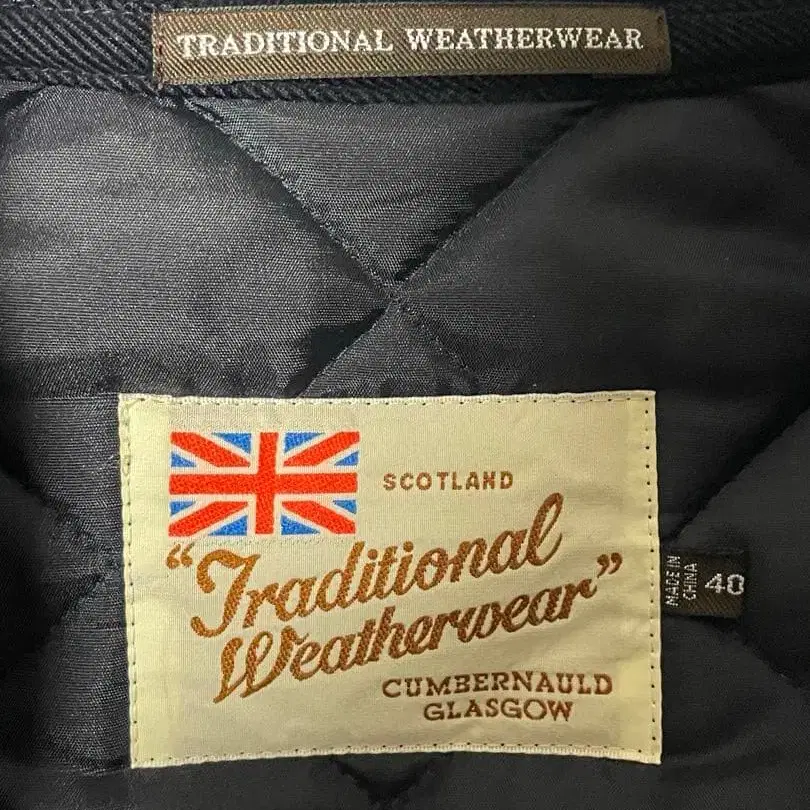 TRADITIONAL WEATHERWEAR
SCOTLAND
"Traditional
Weatherwear"
CUMBERNAULD
GLASGOW
MADE IN
CHINA
40